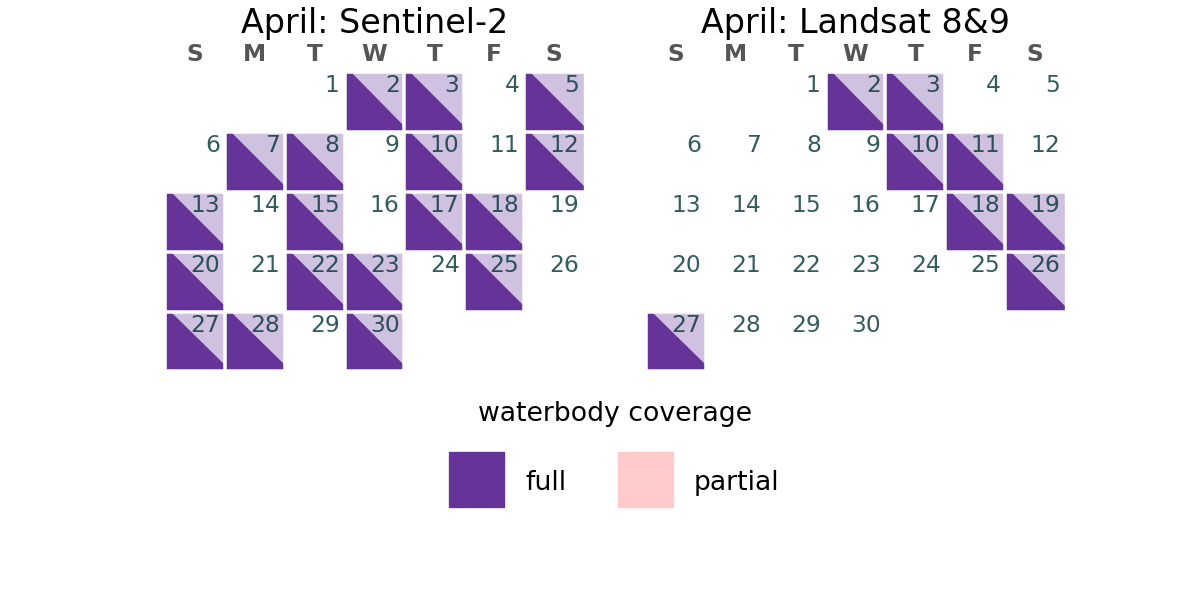 April: Sentinel-2
S M T W T F S
1 2 3 4 5
6 7 8 9 10 11 12
13 14 15 16 17 18 19
20 21 22 23 24 25 26
27 28 29 30
April: Landsat 8&9
S M T W T F S
1 2 3 4 5
6 7 8 9 10 11 12
13 14 15 16 17 18 19
20 21 22 23 24 25 26
27 28 29 30
waterbody coverage
full partial